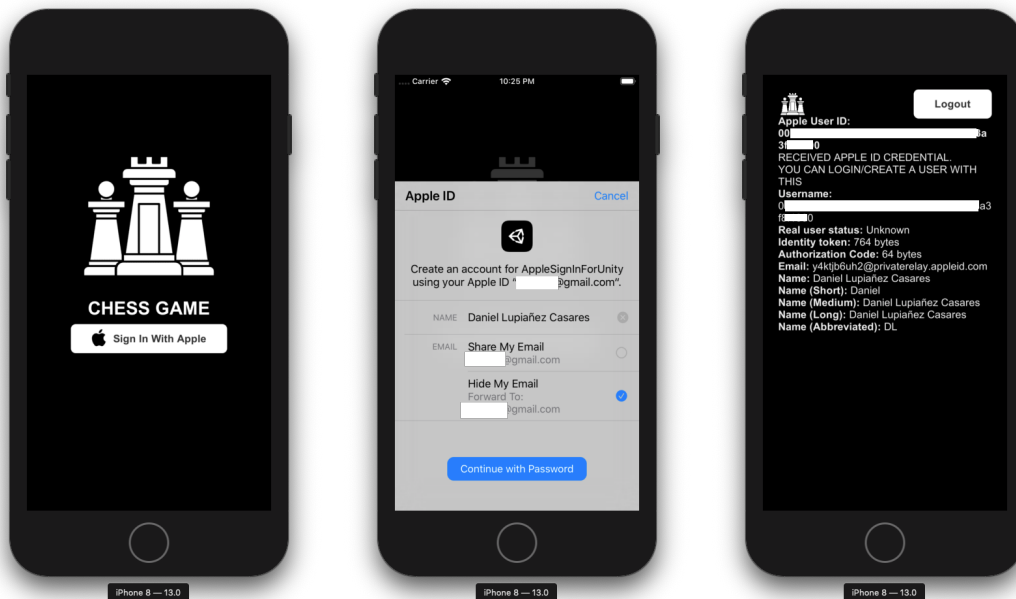 CHESS GAME
Sign In With Apple
iPhone 8 — 13.0
.... Carrier
10:25 PM
Apple ID
Cancel
Create an account for AppleSignInForUnity
using your Apple ID “ @gmail.com”.
NAME Daniel Lupiañez Casares
EMAIL Share My Email
@gmail.com
Hide My Email
Forward To:
@gmail.com
Continue with Password
iPhone 8 — 13.0
Logout
Apple User ID:
00
3f 0
RECEIVED APPLE ID CREDENTIAL.
YOU CAN LOGIN/CREATE A USER WITH
THIS
Username:
0 a3
f8 0
Real user status: Unknown
Identity token: 764 bytes
Authorization Code: 64 bytes
Email: y4ktjb6uh2@privaterelay.appleid.com
Name: Daniel Lupiañez Casares
Name (Short): Daniel
Name (Medium): Daniel Lupiañez Casares
Name (Long): Daniel Lupiañez Casares
Name (Abbreviated): DL
iPhone 8 — 13.0